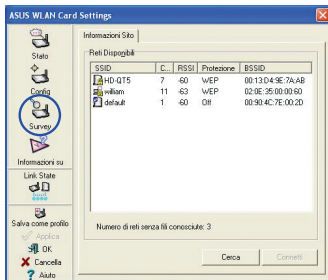 ASUS WLAN Card Settings
Stato
Config
Survey
Informazioni su
Link State
Salva come profilo
Applica
OK
Cancella
Aiuto
Informazioni Sito
Reti Disponibili
SSID C... RSSI Protezione BSSID
HD-QT5 7 -60 WEP 00:13:D4:9E:7A:AB
william 11 -63 WEP 02:0E:35:00:00:60
default 1 -60 Off 00:90:4C:7E:00:2D
Numero di reti senza fili conosciute: 3
Cerca Connetti